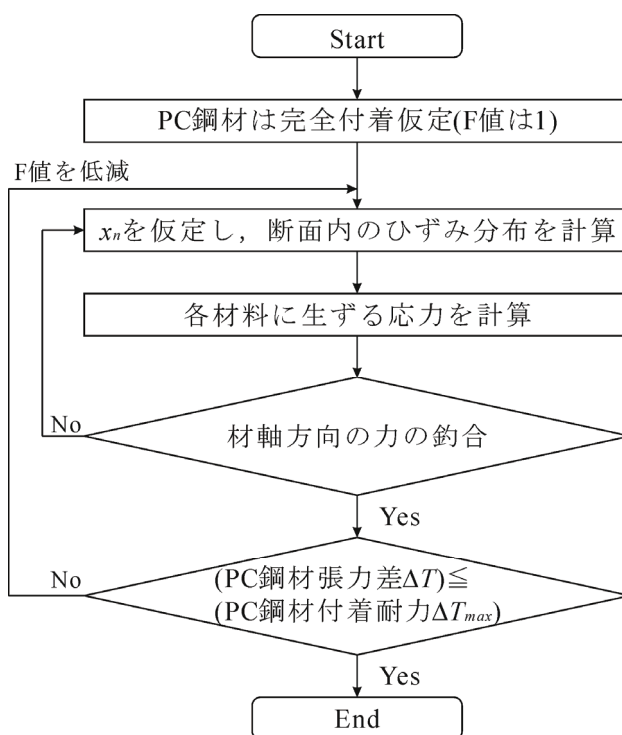 Start
PC鋼材は完全付着仮定(F値は1)
F値を低減
xnを仮定し，断面内のひずみ分布を計算
各材料に生ずる応力を計算
No
材軸方向の力の釣合
Yes
No
(PC鋼材張力差ΔT)≦
(PC鋼材付着耐力ΔTmax)
Yes
End